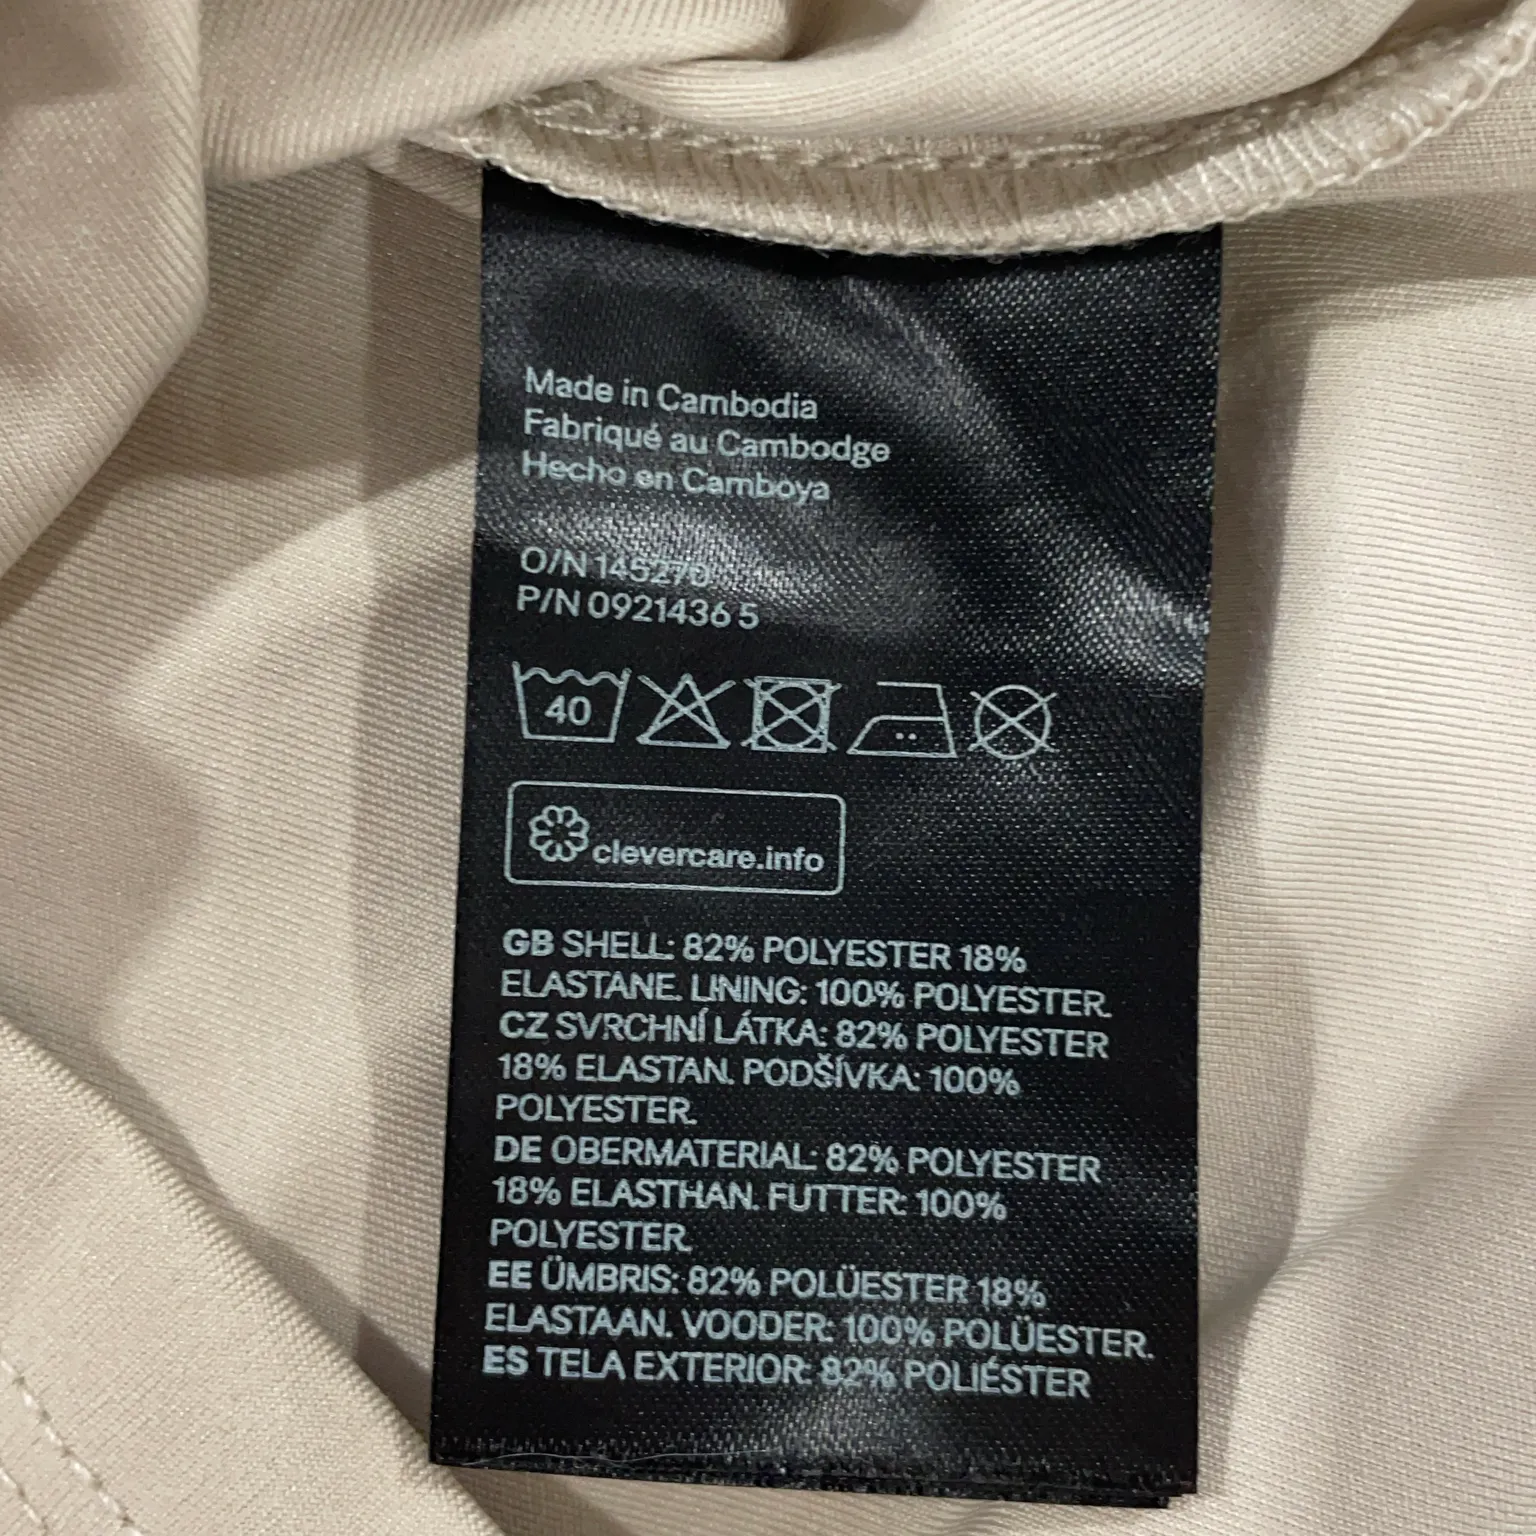 Made in Cambodia
Fabriqué au Cambodge
Hecho en Camboya
O/N 145270
P/N 0921436 5
40
clevercare.info
GB SHELL: 82% POLYESTER 18%
ELASTANE. LINING: 100% POLYESTER.
CZ SVRCHNÍ LÁTKA: 82% POLYESTER
18% ELASTAN. PODŠÍVKA: 100%
POLYESTER.
DE OBERMATERIAL: 82% POLYESTER
18% ELASTHAN. FUTTER: 100%
POLYESTER.
EE ÜMBRIS: 82% POLÜESTER 18%
ELASTAAN. VOODER: 100% POLÜESTER.
ES TELA EXTERIOR: 82% POLIÉSTER